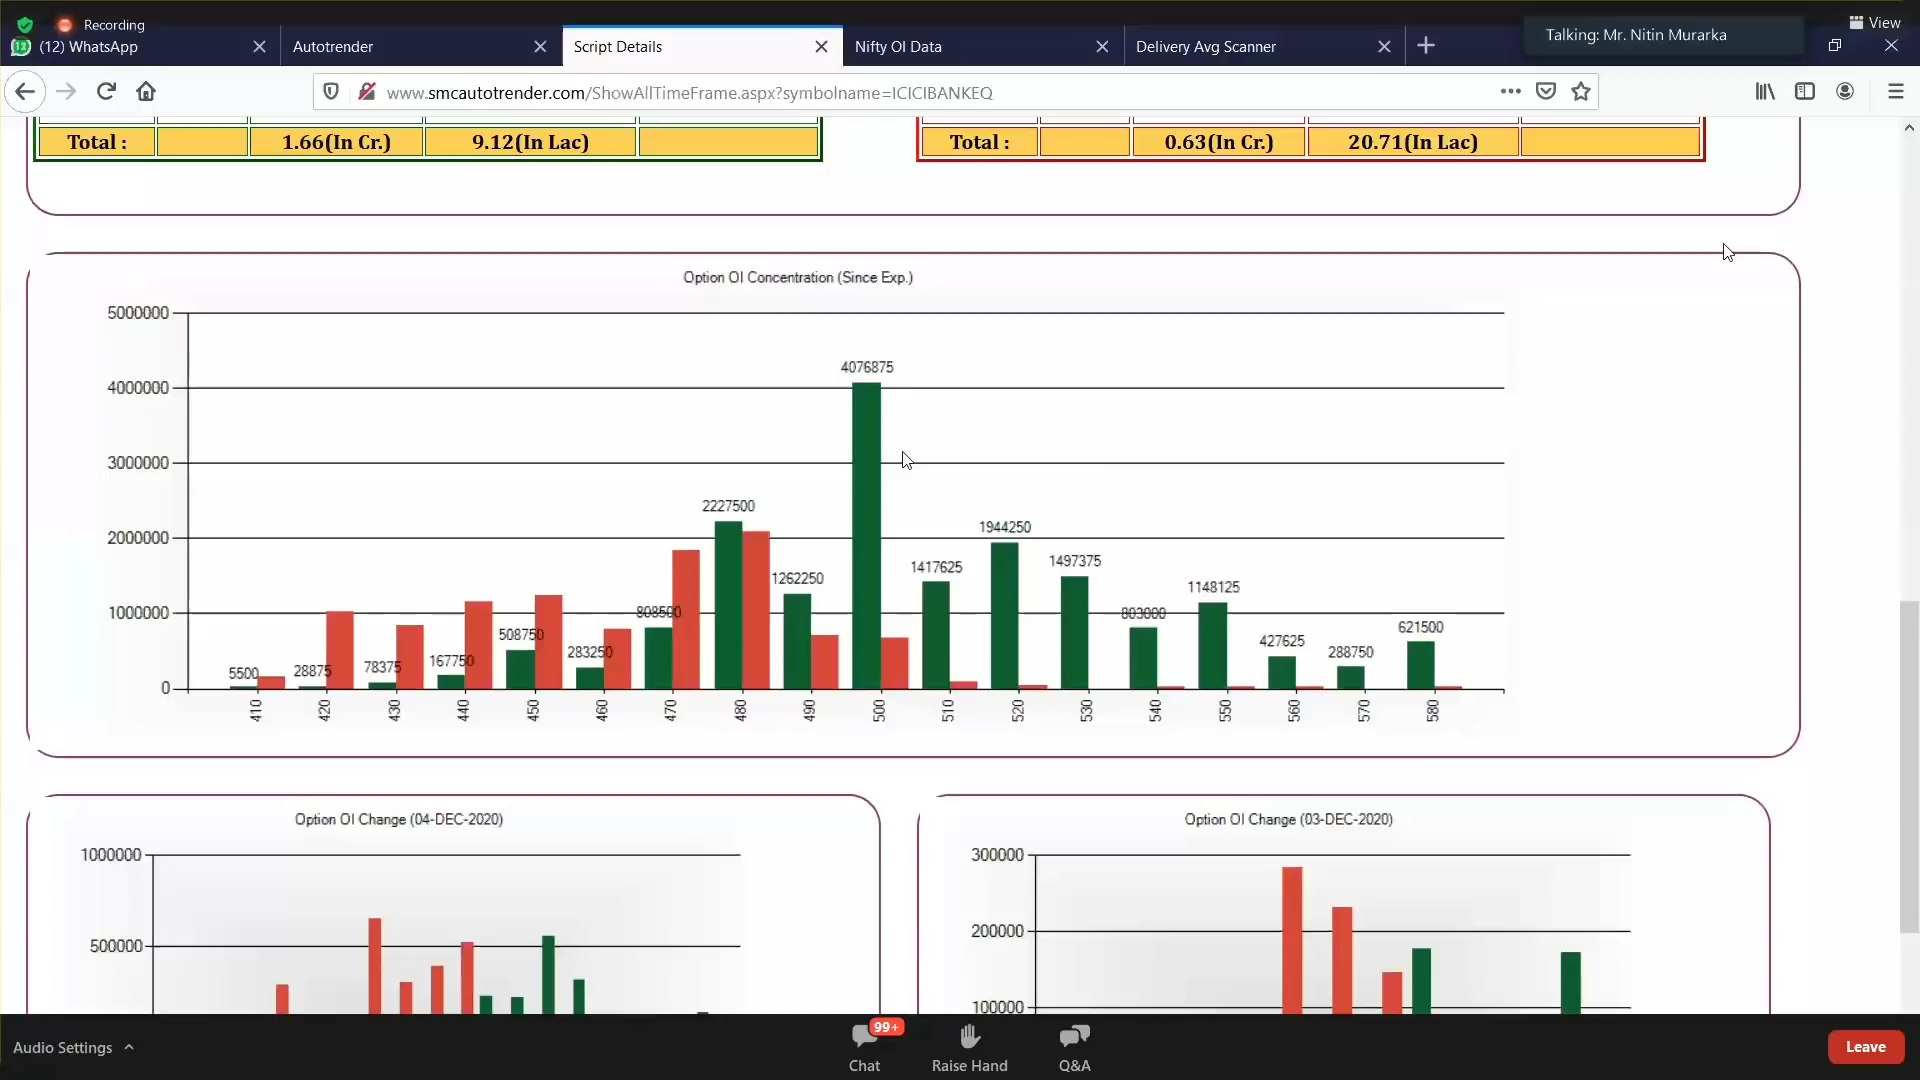 Recording
View
Talking: Mr. Nitin Murarka
(12) WhatsApp
Autotrender
Script Details
Nifty OI Data
Delivery Avg Scanner
www.smcautotrender.com/ShowAllTimeFrame.aspx?symbolname=ICICIBANKEQ
Total : 1.66(In Cr.) 9.12(In Lac)
Total : 0.63(In Cr.) 20.71(In Lac)
Option OI Concentration (Since Exp.)
5000000
4000000
3000000
2000000
1000000
0
5500
28875
78375
167750
508750
283250
808500
2227500
1262250
4076875
1417625
1944250
1497375
803000
1148125
427625
288750
621500
410 420 430 440 450 460 470 480 490 500 510 520 530 540 550 560 570 580
Option OI Change (04-DEC-2020)
1000000
500000
Option OI Change (03-DEC-2020)
300000
200000
100000
Audio Settings
99+
Chat
Raise Hand
Q&A
Leave